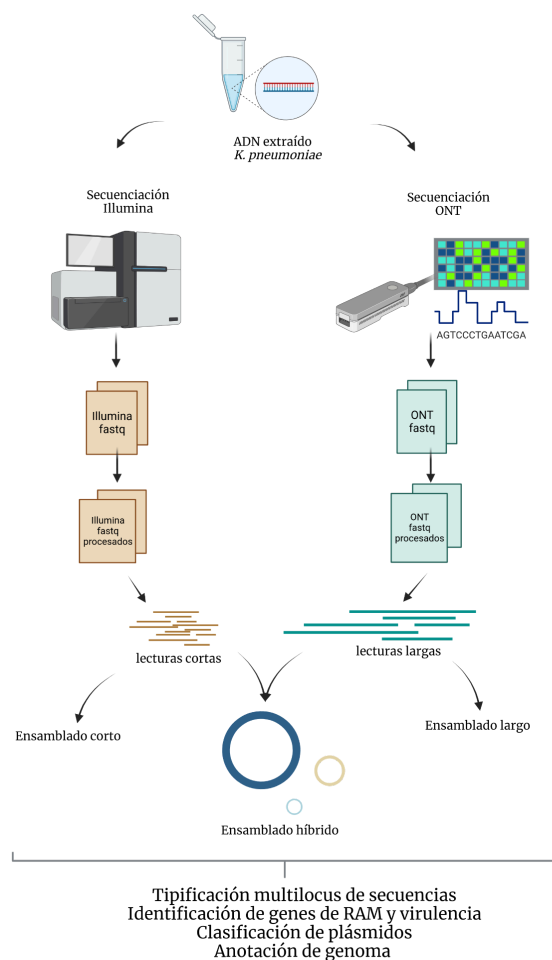 ADN extraído
K. pneumoniae
Secuenciación
Illumina
Secuenciación
ONT
AGTCCCTGAATCGA
Illumina
fastq
ONT
fastq
Illumina
fastq
procesados
ONT
fastq
procesados
lecturas cortas
lecturas largas
Ensamblado corto
Ensamblado largo
Ensamblado híbrido
Tipificación multilocus de secuencias
Identificación de genes de RAM y virulencia
Clasificación de plásmidos
Anotación de genoma